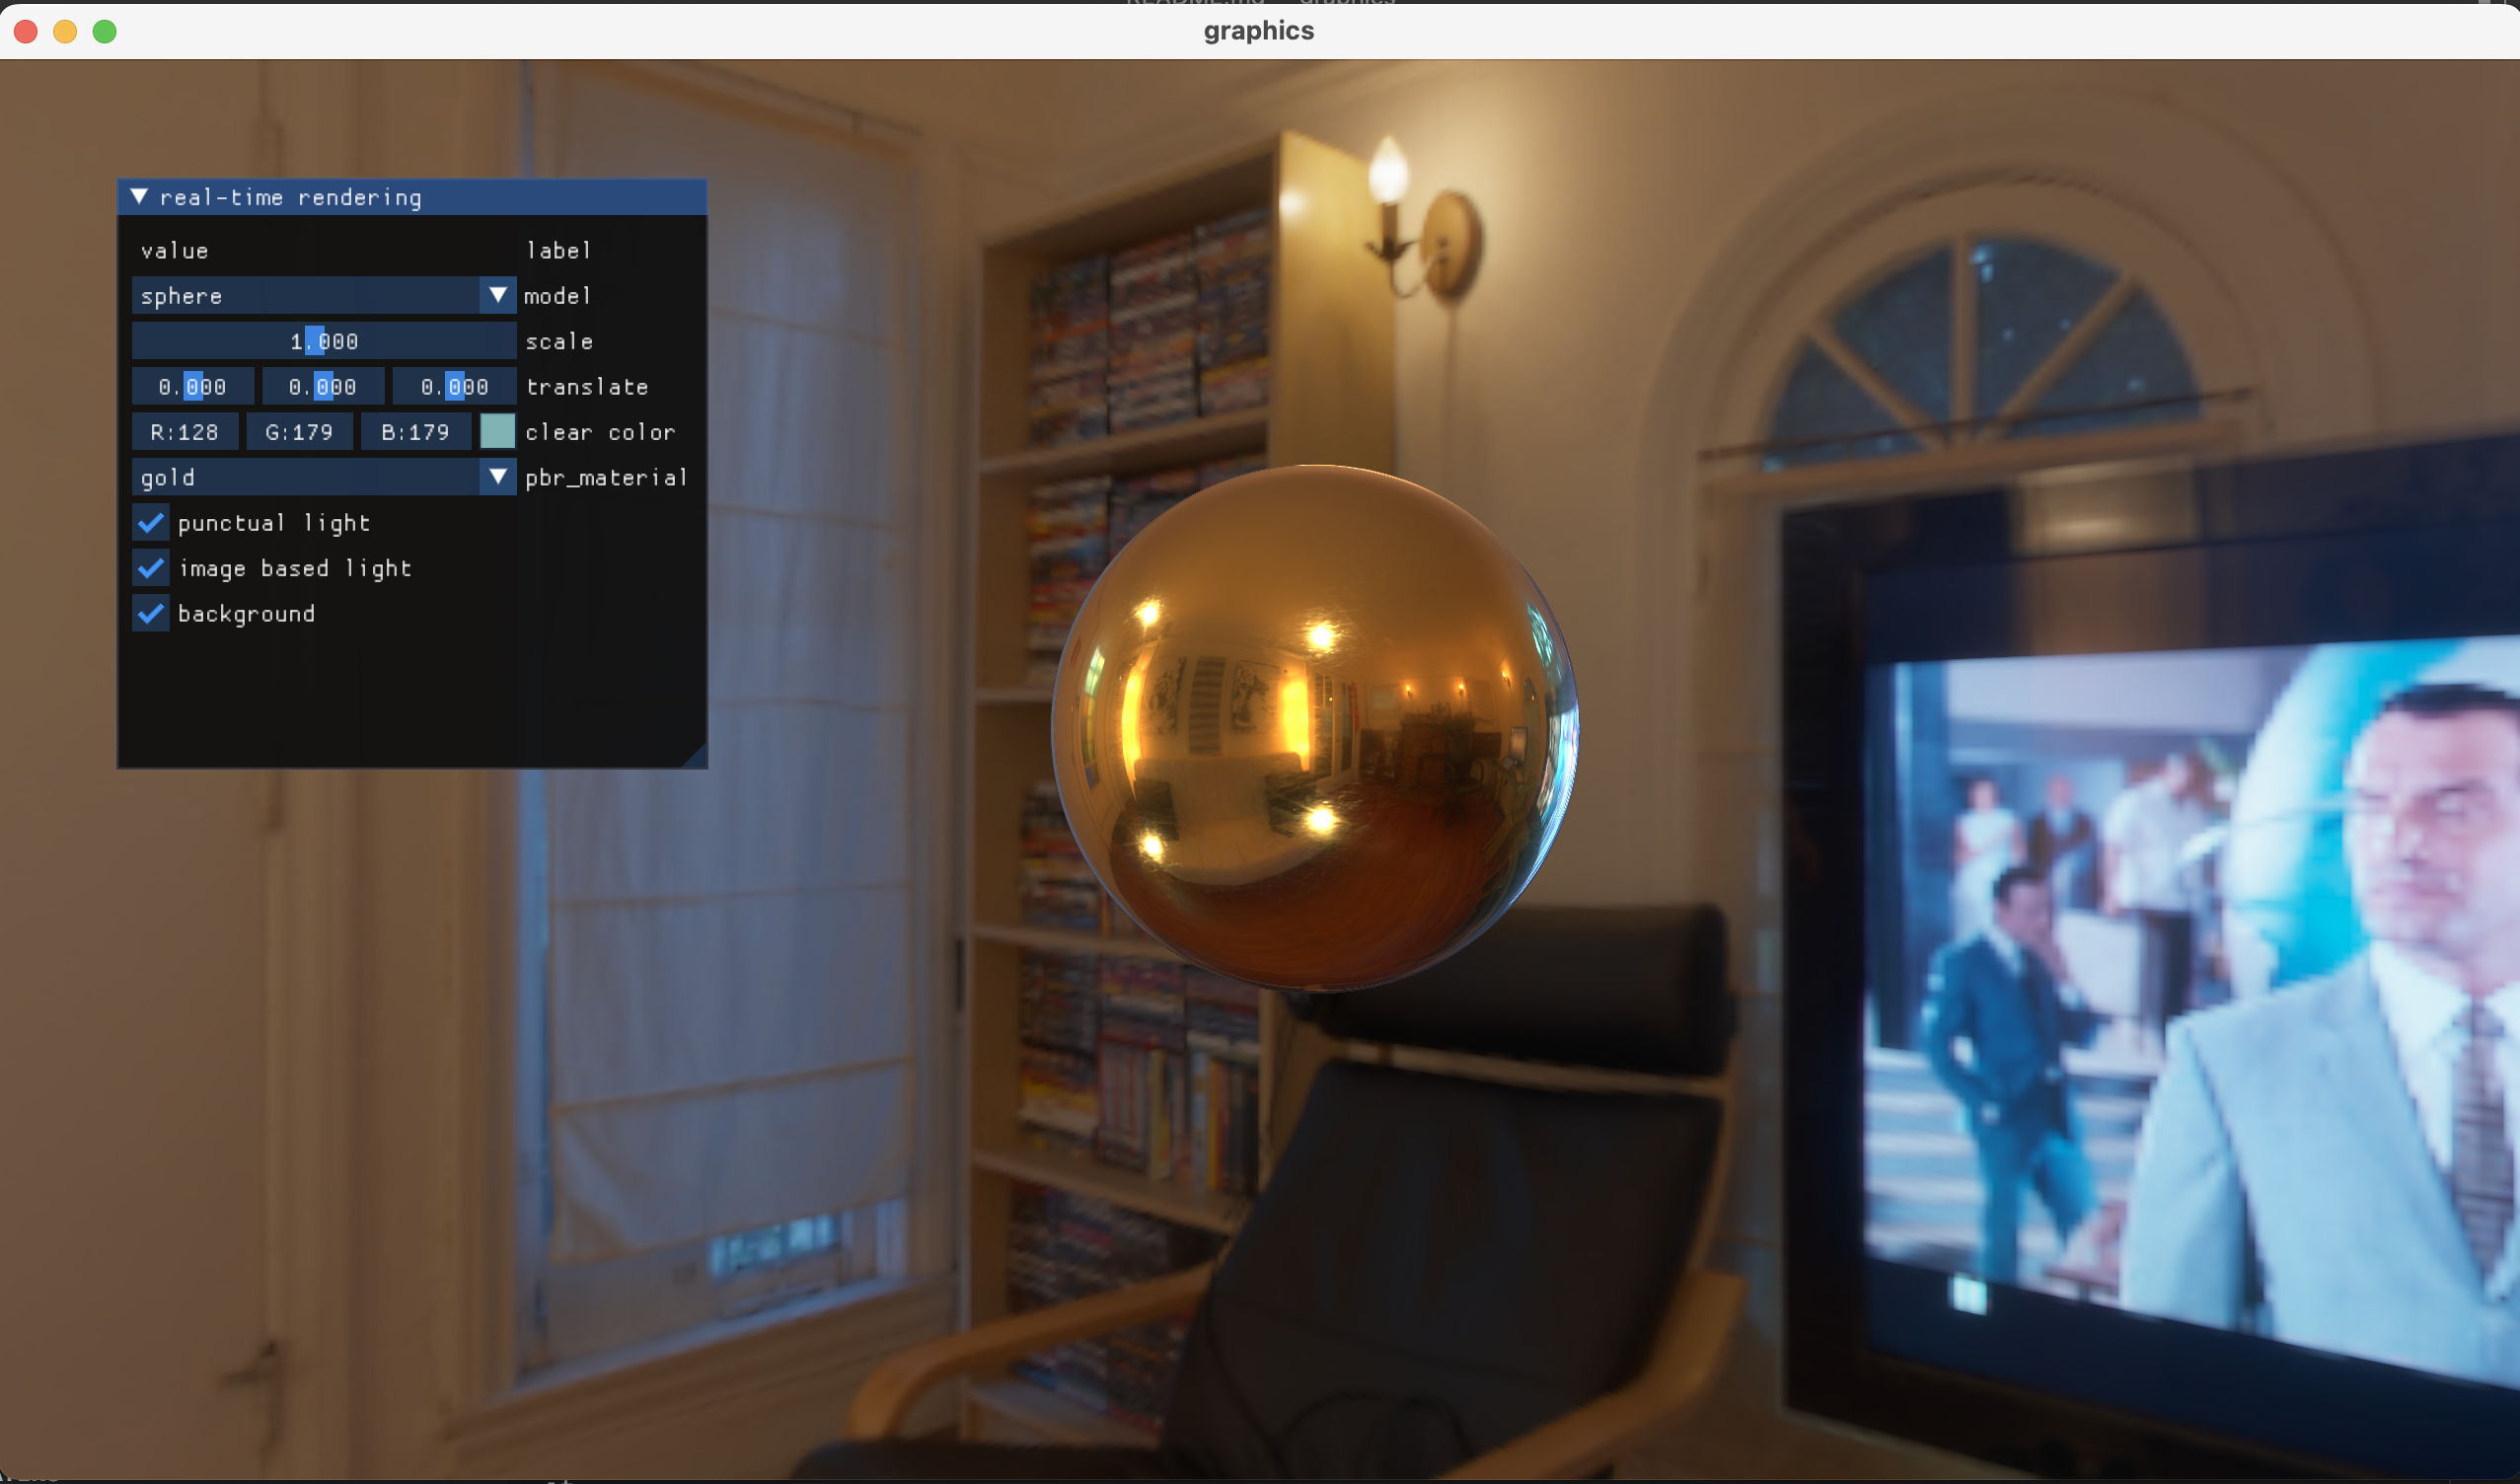 graphics
real-time rendering
value label
sphere model
1.000 scale
0.000 0.000 0.000 translate
R:128 G:179 B:179 clear color
gold pbr_material
punctual light
image based light
background